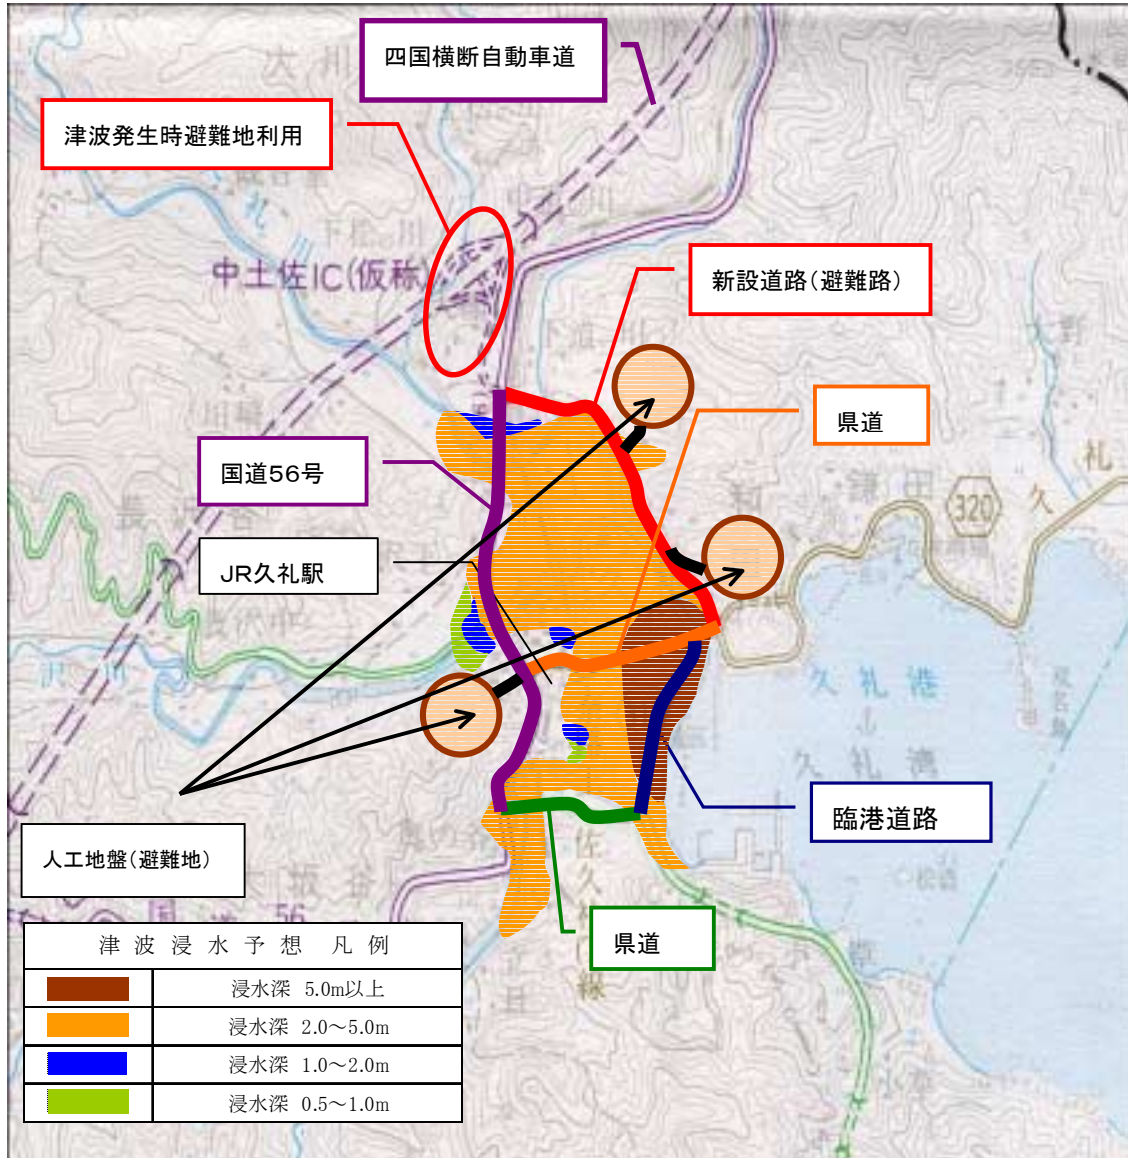 四国横断自動車道
津波発生時避難地利用
中土佐IC(仮称)
新設道路(避難路)
県道
国道56号
320
JR久礼駅
久礼港
久礼湾
臨港道路
人工地盤(避難地)
県道
津波浸水予想 凡例
浸水深 5.0m以上
浸水深 2.0～5.0m
浸水深 1.0～2.0m
浸水深 0.5～1.0m